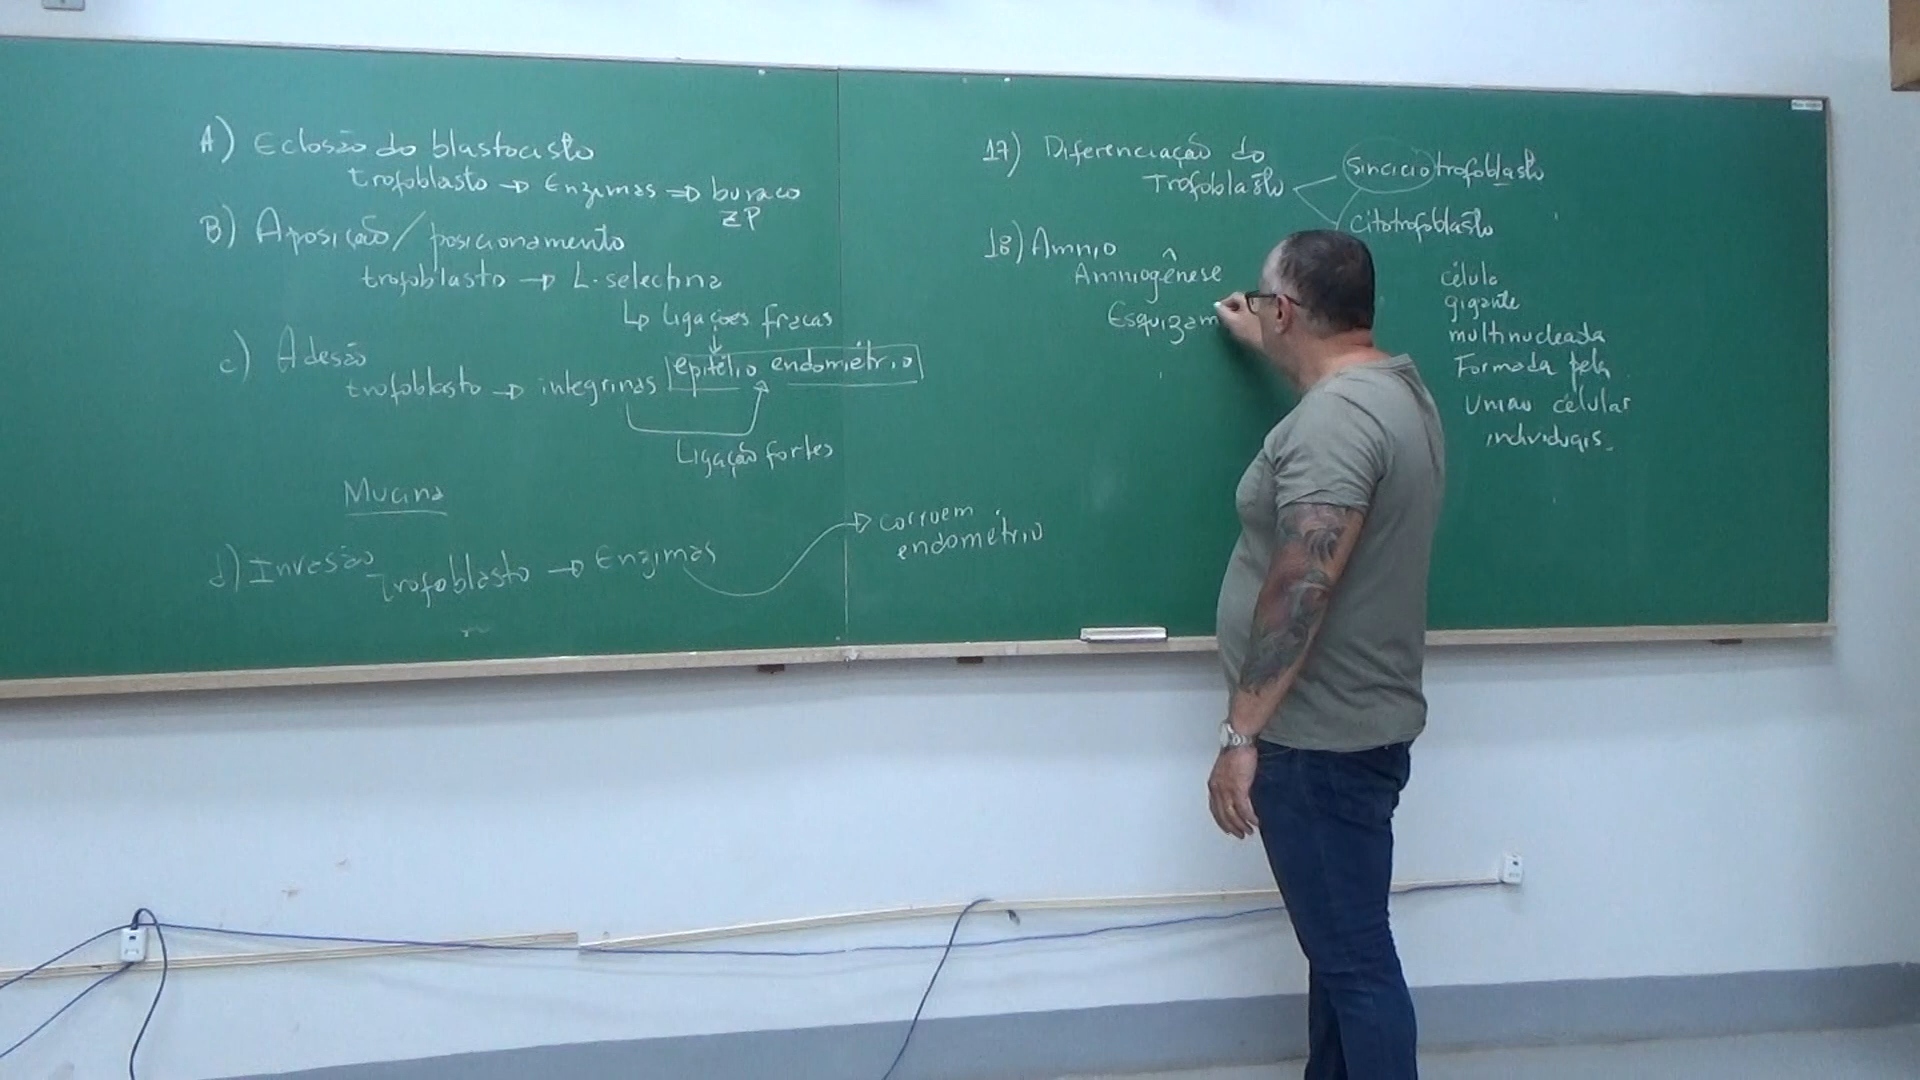 A) Eclosão do blastocisto
trofoblasto → Enzimas ⇒ buraco
ZP
B) Aposição/posicionamento
trofoblasto → L-selectina
↳ Ligações fracas
c) Adesão
trofoblasto → integrinas epitélio endométrio
Ligação fortes
Mucina
d) Invasão
Trofoblasto → Enzimas → corroem
endométrio
17) Diferenciação do
Trofoblasto
sinciciotrofoblasto
citotrofoblasto
18) Amnio
Amniogênese
Esquizam
célula
gigante
multinucleada
Formada pela
União célular
individuais.